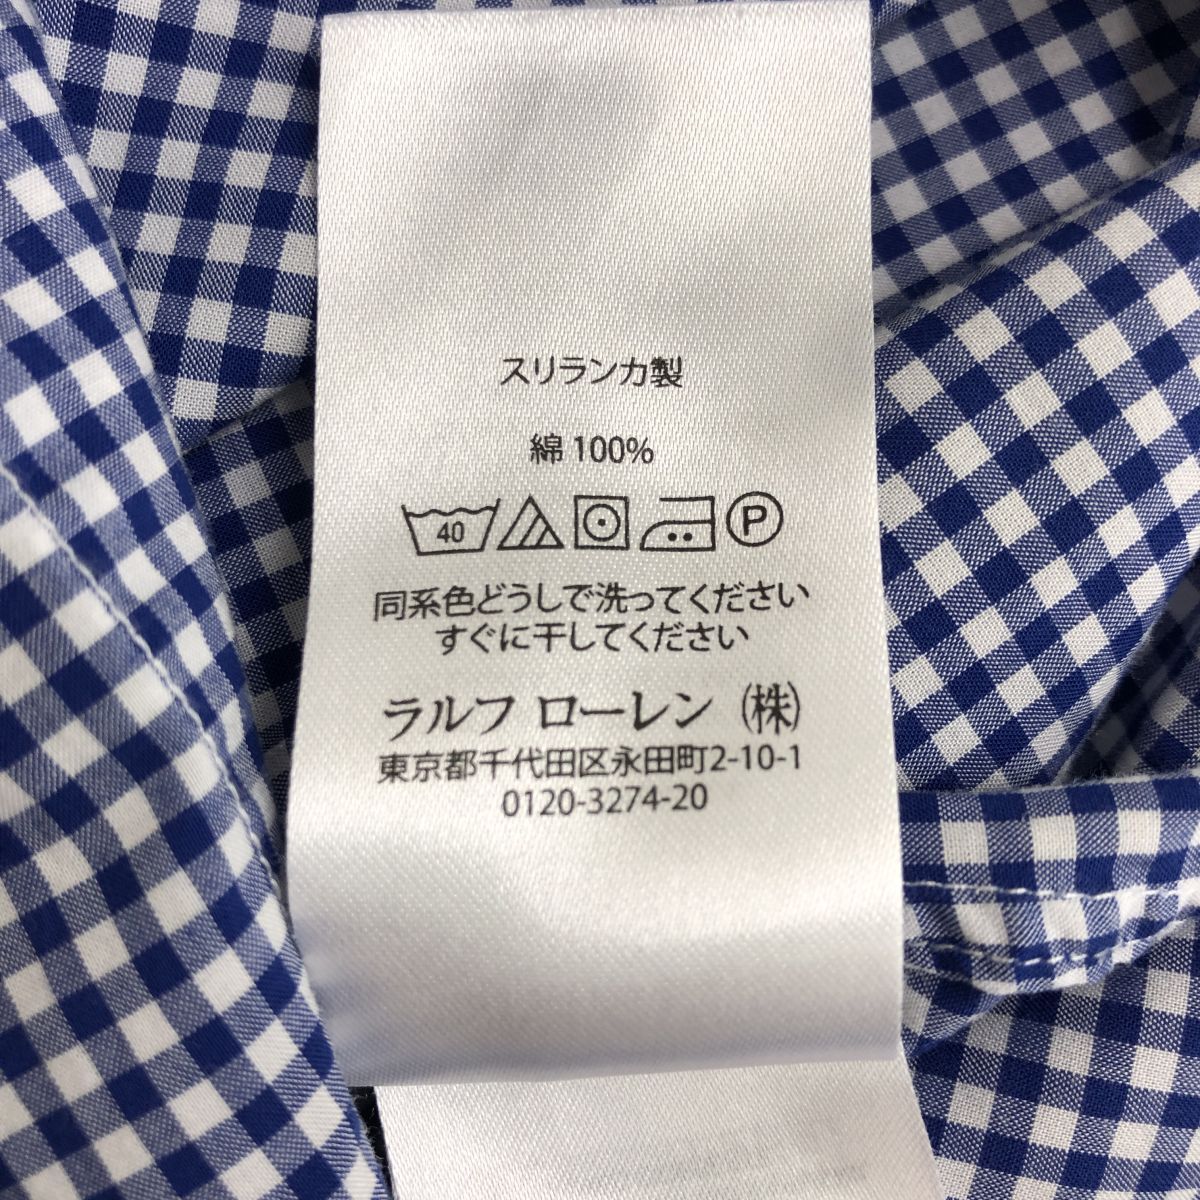 スリランカ製
綿 100%
40 P
同系色どうしで洗ってください
すぐに干してください
ラルフ ローレン (株)
東京都千代田区永田町2-10-1
0120-3274-20